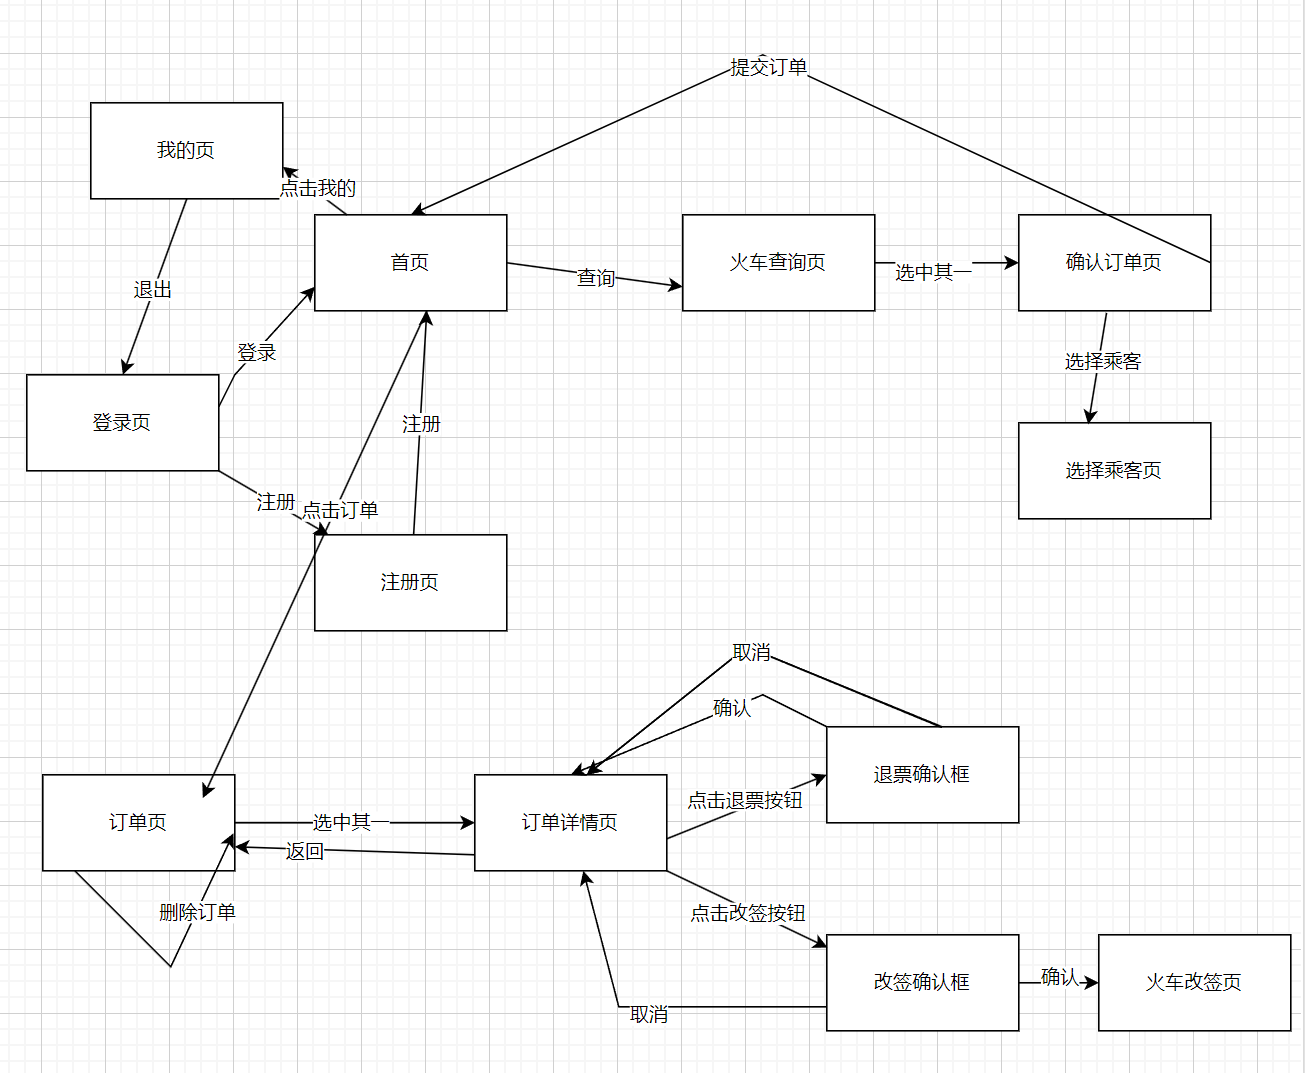 提交订单
我的页
点击我的
首页
火车查询页
确认订单页
查询
选中其一
退出
登录
选择乘客
登录页
注册
选择乘客页
注册
点击订单
注册页
取消
确认
退票确认框
点击退票按钮
订单页
选中其一
订单详情页
返回
删除订单
点击改签按钮
改签确认框
确认
火车改签页
取消